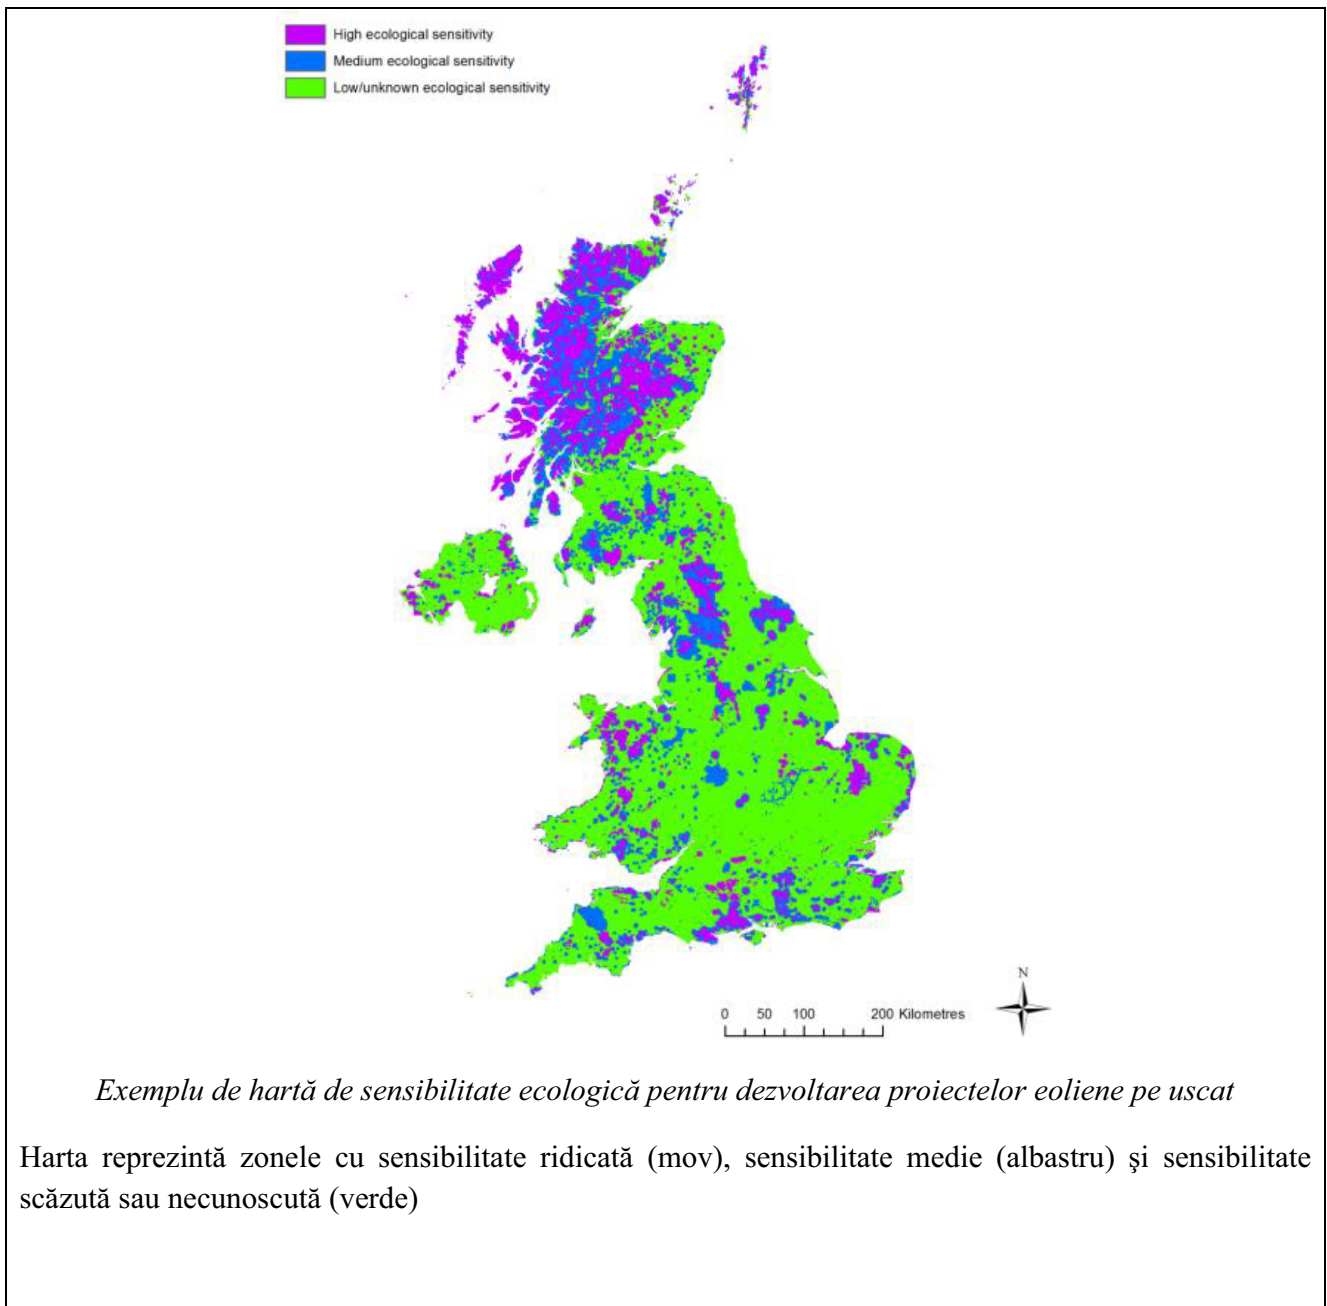 High ecological sensitivity
Medium ecological sensitivity
Low/unknown ecological sensitivity
N
0 50 100 200 Kilometres
Exemplu de hartă de sensibilitate ecologică pentru dezvoltarea proiectelor eoliene pe uscat
Harta reprezintă zonele cu sensibilitate ridicată (mov), sensibilitate medie (albastru) şi sensibilitate
scăzută sau necunoscută (verde)